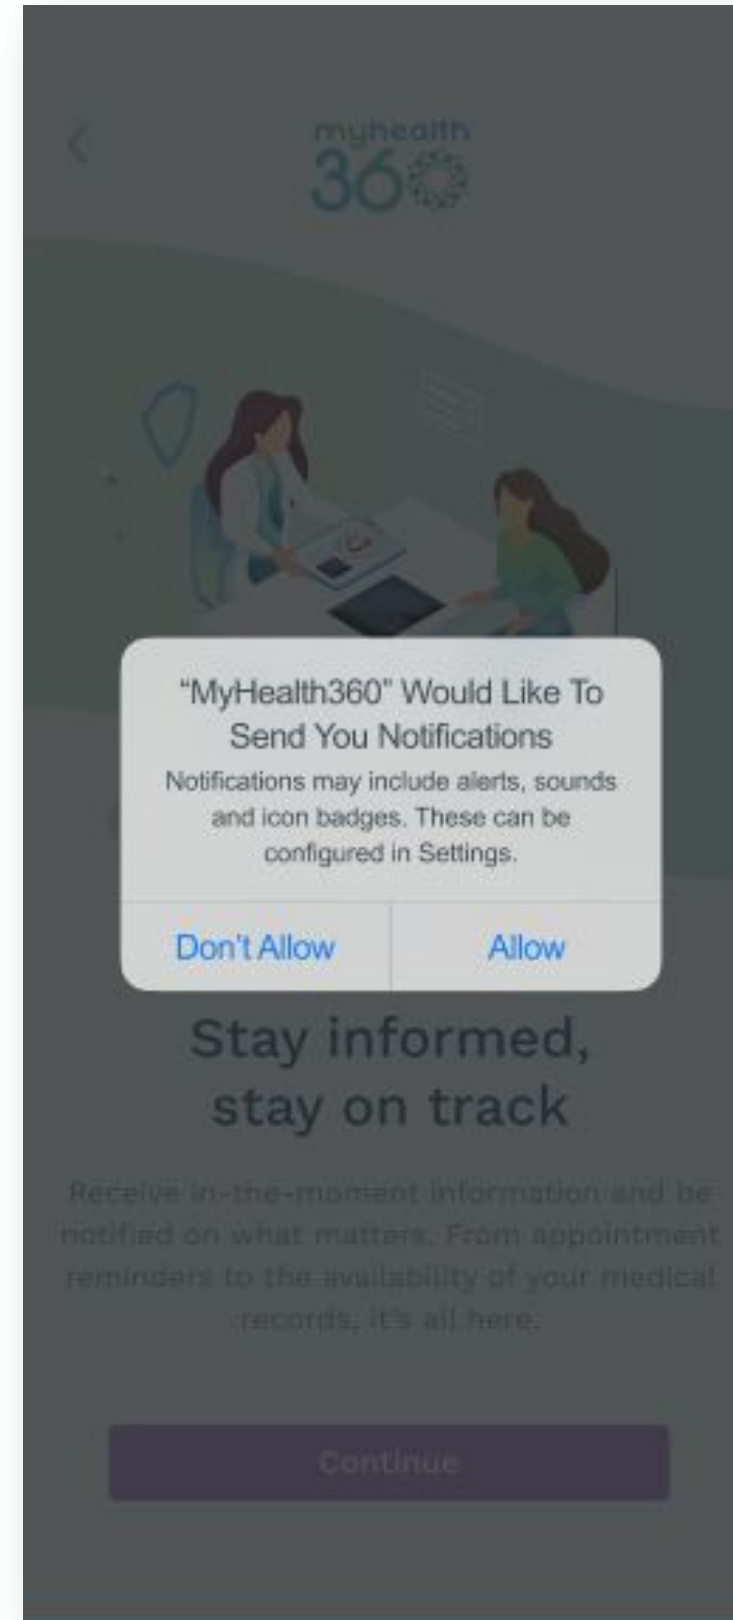 myhealth
360
“MyHealth360” Would Like To
Send You Notifications
Notifications may include alerts, sounds
and icon badges. These can be
configured in Settings.
Don't Allow
Allow
Stay informed,
stay on track
Receive in-the-moment information and be
notified on what matters. From appointment
reminders to the availability of your medical
records, it's all here.
Continue